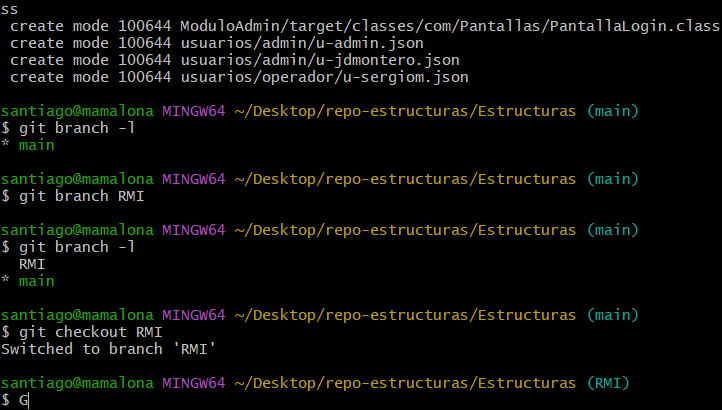 ss
 create mode 100644 ModuloAdmin/target/classes/com/Pantallas/PantallaLogin.class
 create mode 100644 usuarios/admin/u-admin.json
 create mode 100644 usuarios/admin/u-jdmontero.json
 create mode 100644 usuarios/operador/u-sergiom.json
santiago@mamalona MINGW64 ~/Desktop/repo-estructuras/Estructuras (main)
$ git branch -l
* main
santiago@mamalona MINGW64 ~/Desktop/repo-estructuras/Estructuras (main)
$ git branch RMI
santiago@mamalona MINGW64 ~/Desktop/repo-estructuras/Estructuras (main)
$ git branch -l
  RMI
* main
santiago@mamalona MINGW64 ~/Desktop/repo-estructuras/Estructuras (main)
$ git checkout RMI
Switched to branch 'RMI'
santiago@mamalona MINGW64 ~/Desktop/repo-estructuras/Estructuras (RMI)
$ G